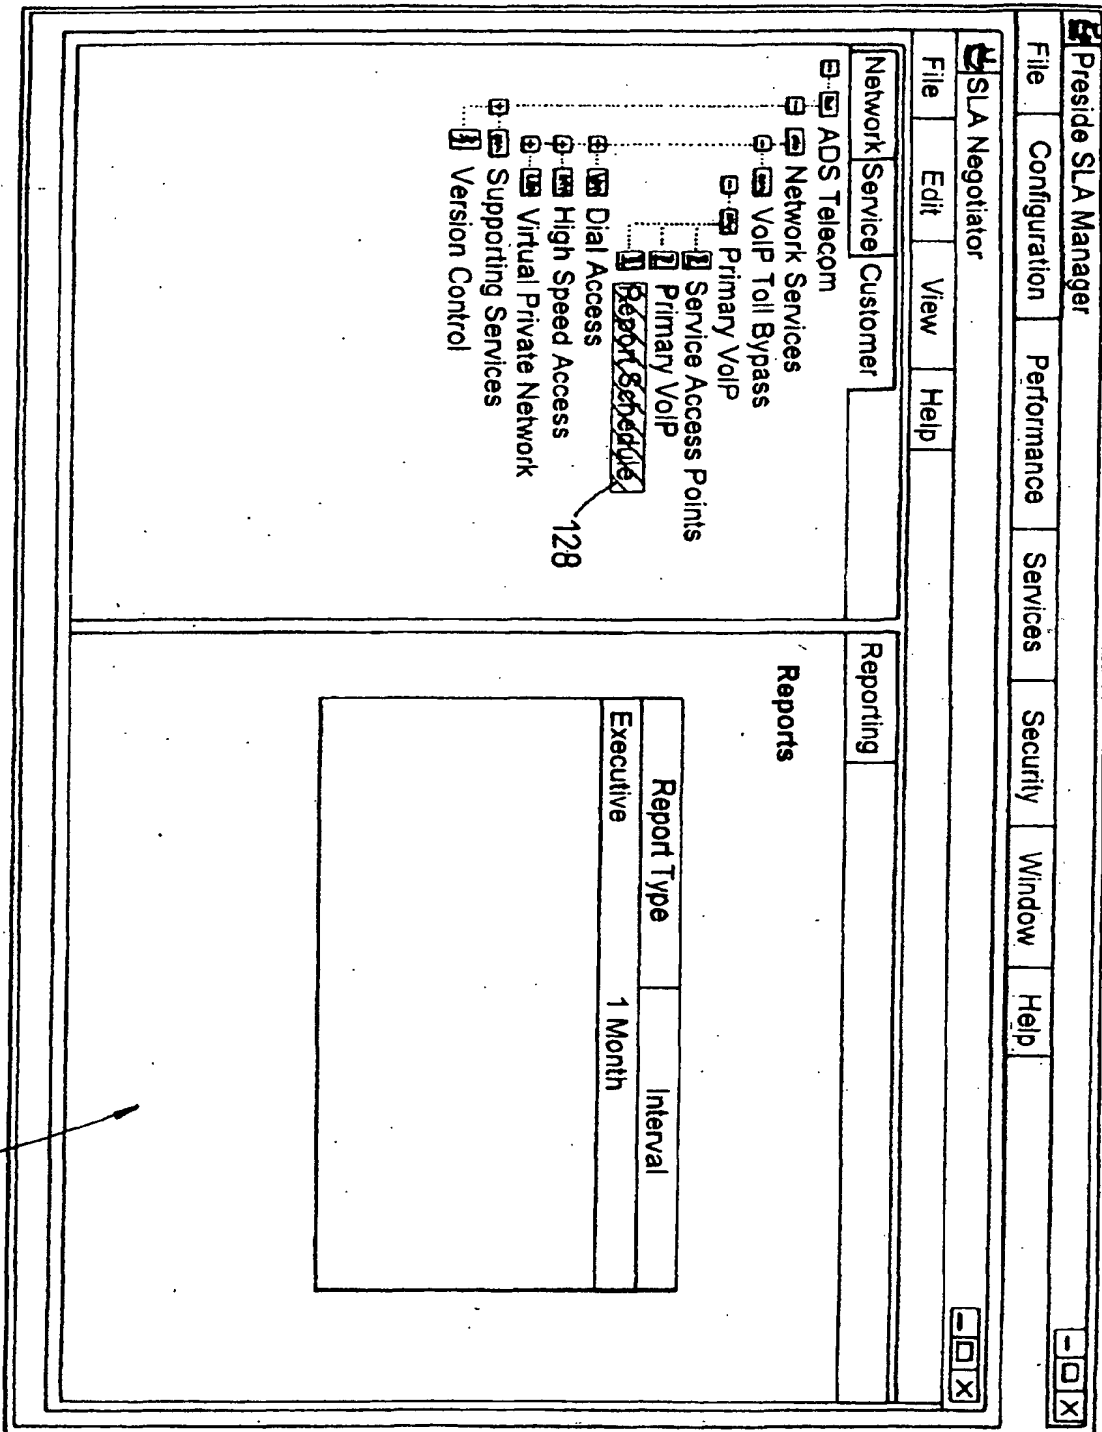 Preside SLA Manager
File Configuration Performance Services Security Window Help
SLA Negotiator
File Edit View Help
Network Service Customer
Reporting
ADS Telecom
Network Services
VoIP Toll Bypass
Primary VoIP
Service Access Points
Primary VoIP
Report Schedule
Dial Access
High Speed Access
Virtual Private Network
Supporting Services
Version Control
128
Reports
Report Type Interval
Executive 1 Month